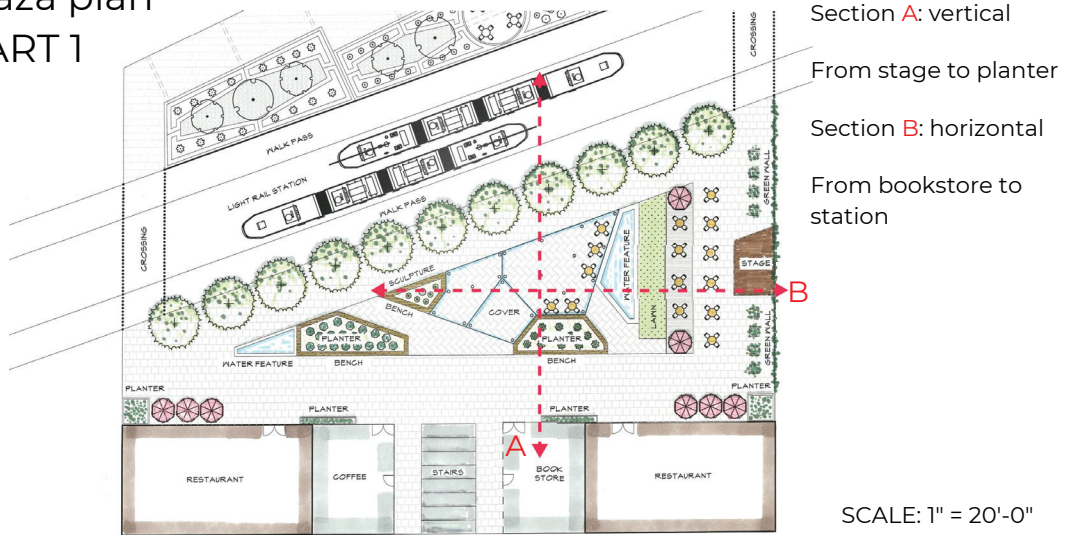 aza plan
ART 1
Section A: vertical
From stage to planter
Section B: horizontal
From bookstore to
station
CROSSING
WALK PASS
LIGHT RAIL STATION
WALK PASS
CROSSING
GREEN WALL
SCULPTURE
BENCH
WATER FEATURE
STAGE
B
COVER
LAWN
PLANTER
PLANTER
GREEN WALL
WATER FEATURE
BENCH
BENCH
PLANTER
PLANTER
PLANTER
PLANTER
A
RESTAURANT
COFFEE
STAIRS
BOOK
STORE
RESTAURANT
SCALE: 1" = 20'-0"